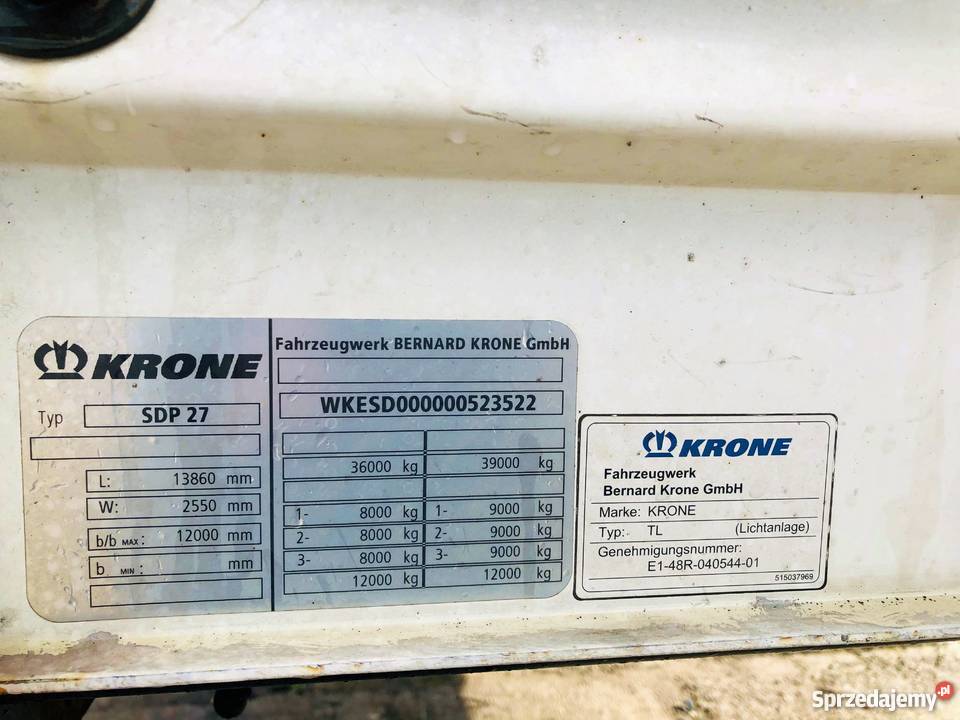 KRONE
Typ SDP 27
L: 13860 mm
W: 2550 mm
b/b MAX: 12000 mm
b MIN: mm
Fahrzeugwerk BERNARD KRONE GmbH
WKESD000000523522
36000 kg 39000 kg
1- 8000 kg 1- 9000 kg
2- 8000 kg 2- 9000 kg
3- 8000 kg 3- 9000 kg
12000 kg 12000 kg
KRONE
Fahrzeugwerk
Bernard Krone GmbH
Marke: KRONE
Typ: TL (Lichtanlage)
Genehmigungsnummer:
E1-48R-040544-01
515037969
Sprzedajemy.pl